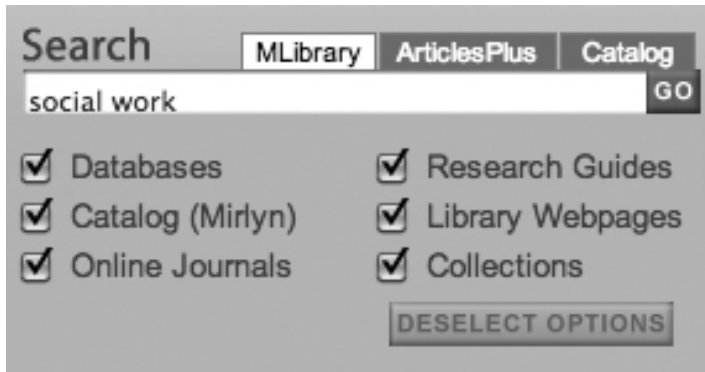 Search MLibrary ArticlesPlus Catalog
social work GO
Databases Research Guides
Catalog (Mirlyn) Library Webpages
Online Journals Collections
DESELECT OPTIONS